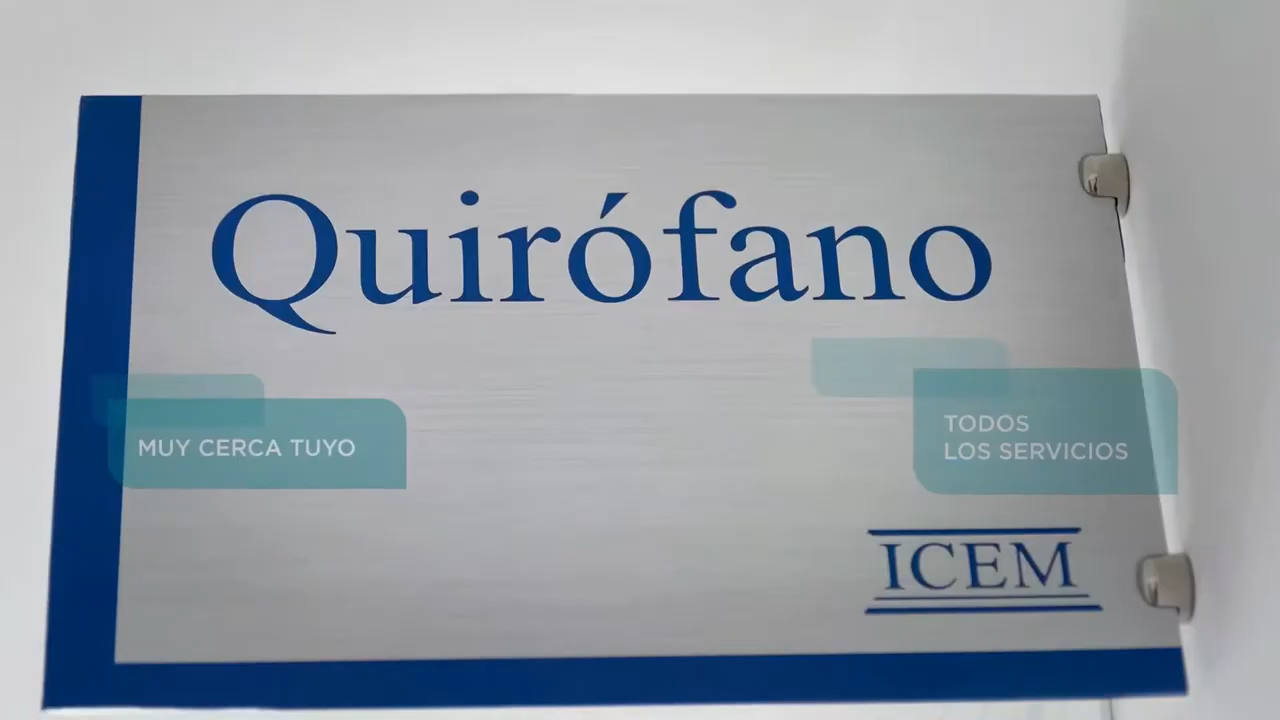 Quirófano
MUY CERCA TUYO
TODOS
LOS SERVICIOS
ICEM